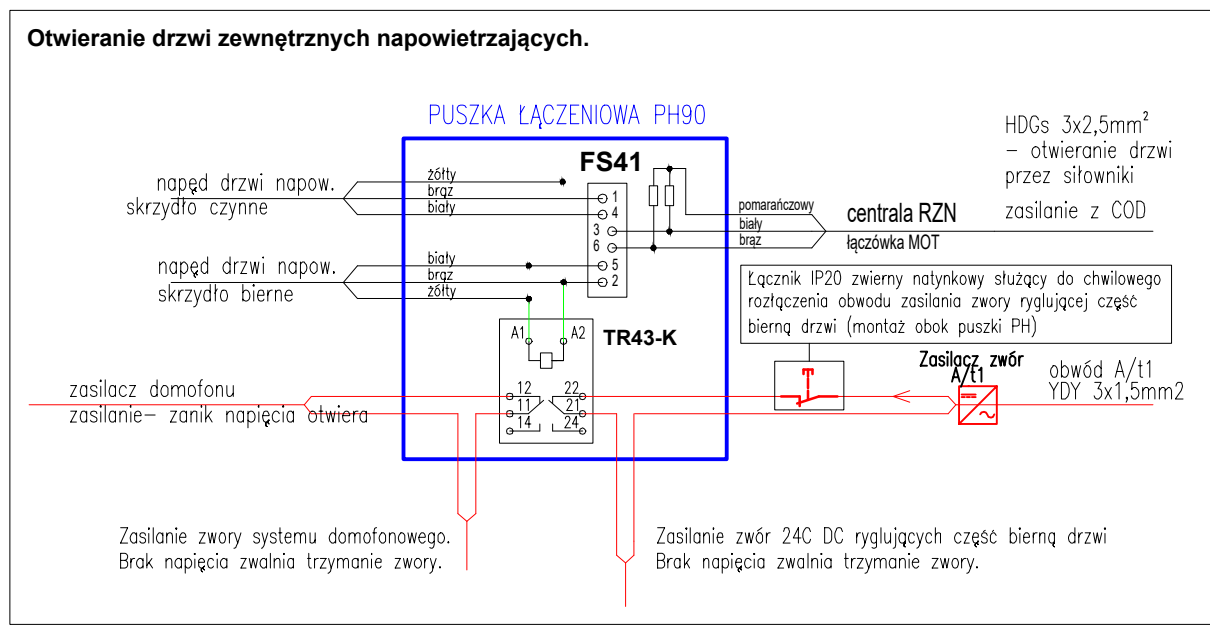 Otwieranie drzwi zewnętrznych napowietrzających.
PUSZKA ŁĄCZENIOWA PH90
FS41
HDGs 3x2,5mm²
– otwieranie drzwi
przez siłowniki
zasilanie z COD
napęd drzwi napow.
skrzydło czynne
żółty
brąz
biały
1
4
3
6
5
2
pomarańczowy
biały
brąz
centrala RZN
łączówka MOT
napęd drzwi napow.
skrzydło bierne
biały
brąz
żółty
Łącznik IP20 zwierny natynkowy służący do chwilowego
rozłączenia obwodu zasilania zwory ryglującej część
bierną drzwi (montaż obok puszki PH)
A1
A2
TR43-K
Zasilacz zwór
A/t1
obwód A/t1
YDY 3x1,5mm2
zasilacz domofonu
zasilanie– zanik napięcia otwiera
12
22
11
21
14
24
Zasilanie zwory systemu domofonowego.
Brak napięcia zwalnia trzymanie zwory.
Zasilanie zwór 24C DC ryglujących część bierną drzwi
Brak napięcia zwalnia trzymanie zwory.